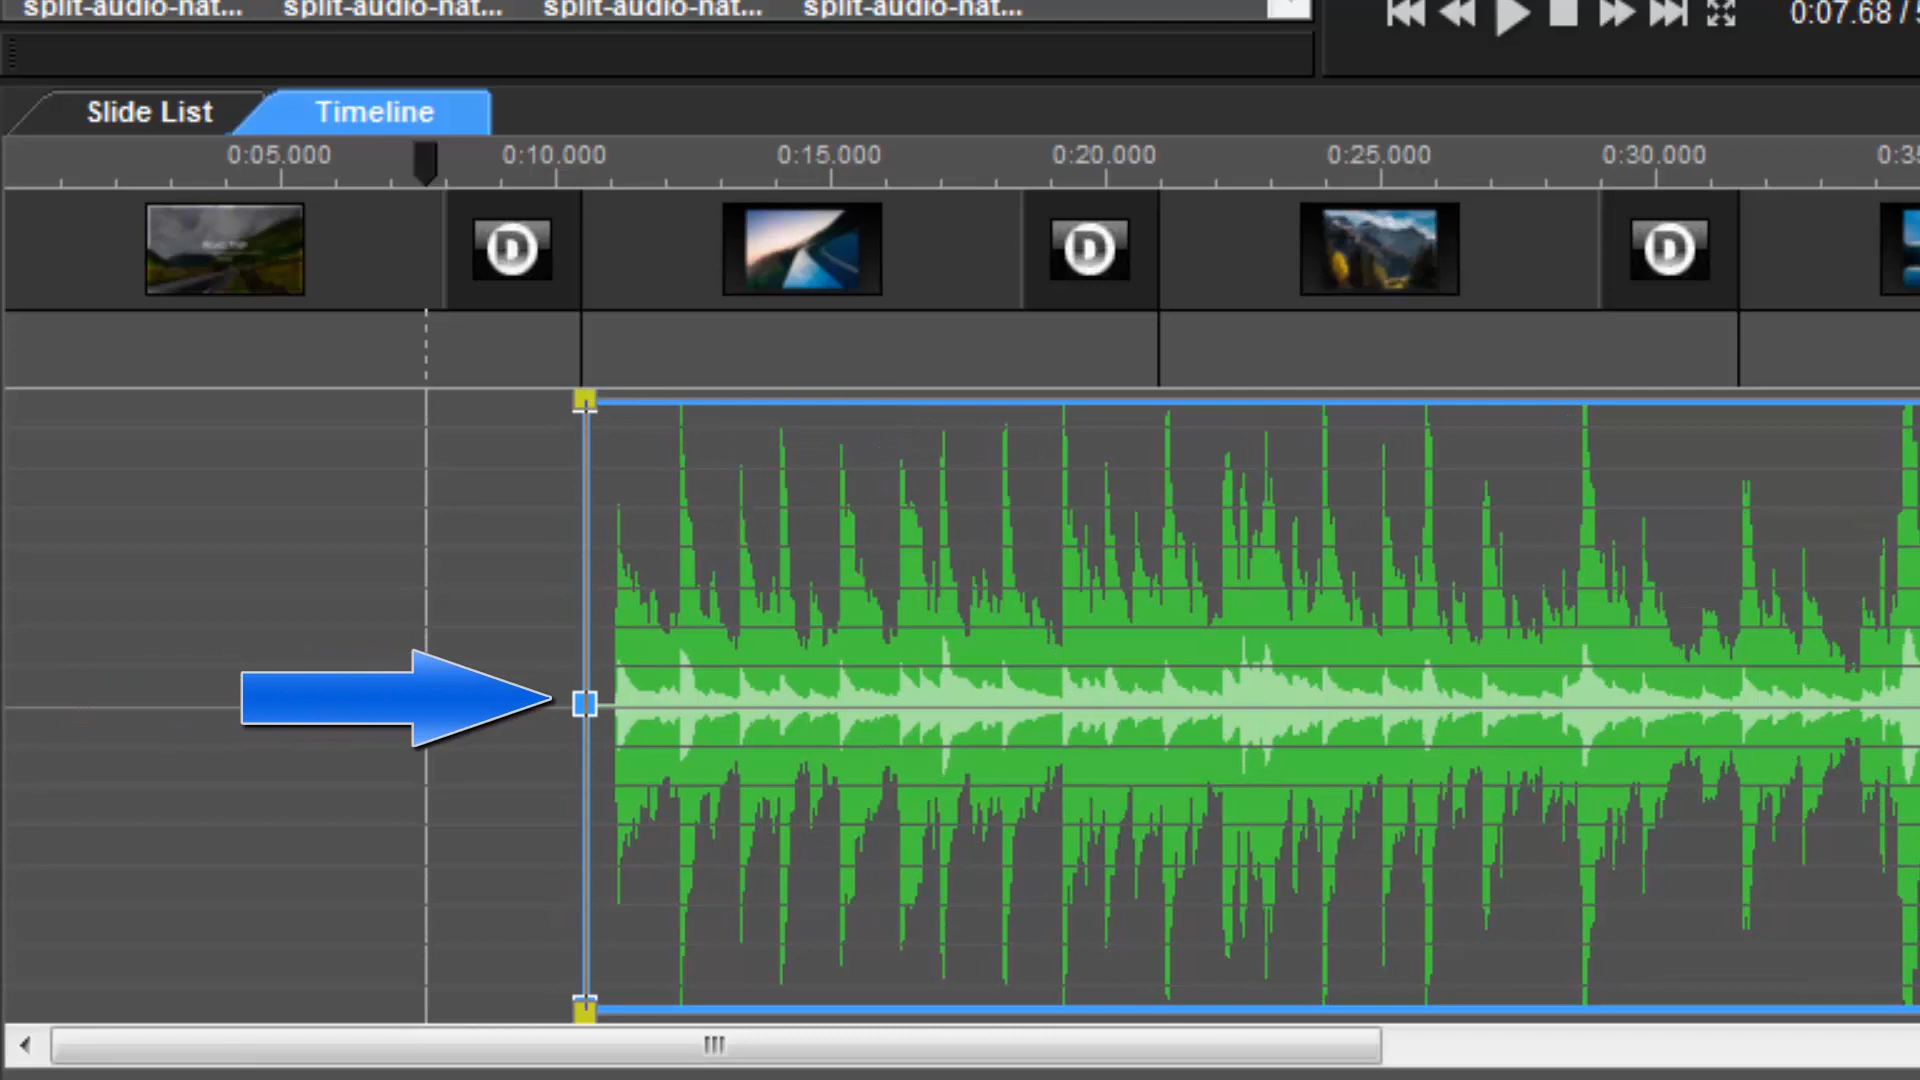 split-audio-nat... split-audio-nat... split-audio-nat... split-audio-nat...
0:07.68 /
Slide List Timeline
0:05.000 0:10.000 0:15.000 0:20.000 0:25.000 0:30.000 0:35
D D D